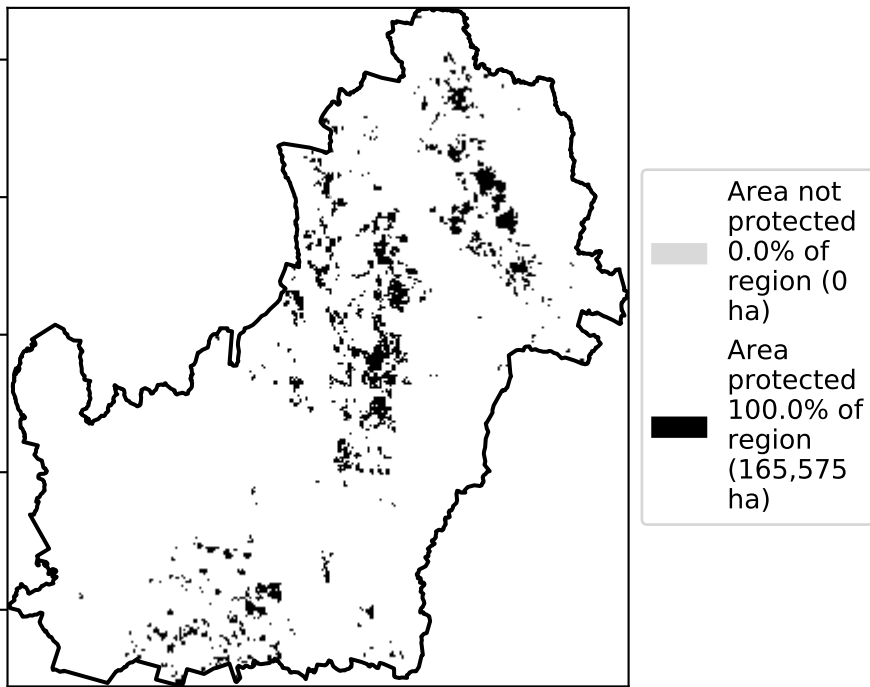 Area not
protected
0.0% of
region (0
ha)
Area
protected
100.0% of
region
(165,575
ha)